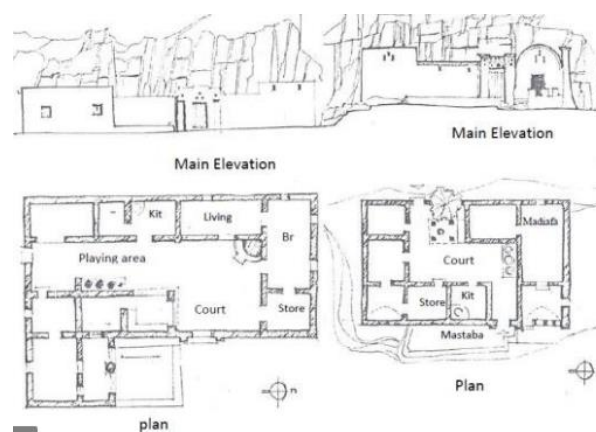 Main Elevation
Main Elevation
Kit
Living
Br
Playing area
Court
Store
n
plan
Madiafa
Court
Store
Kit
Mastaba
Plan